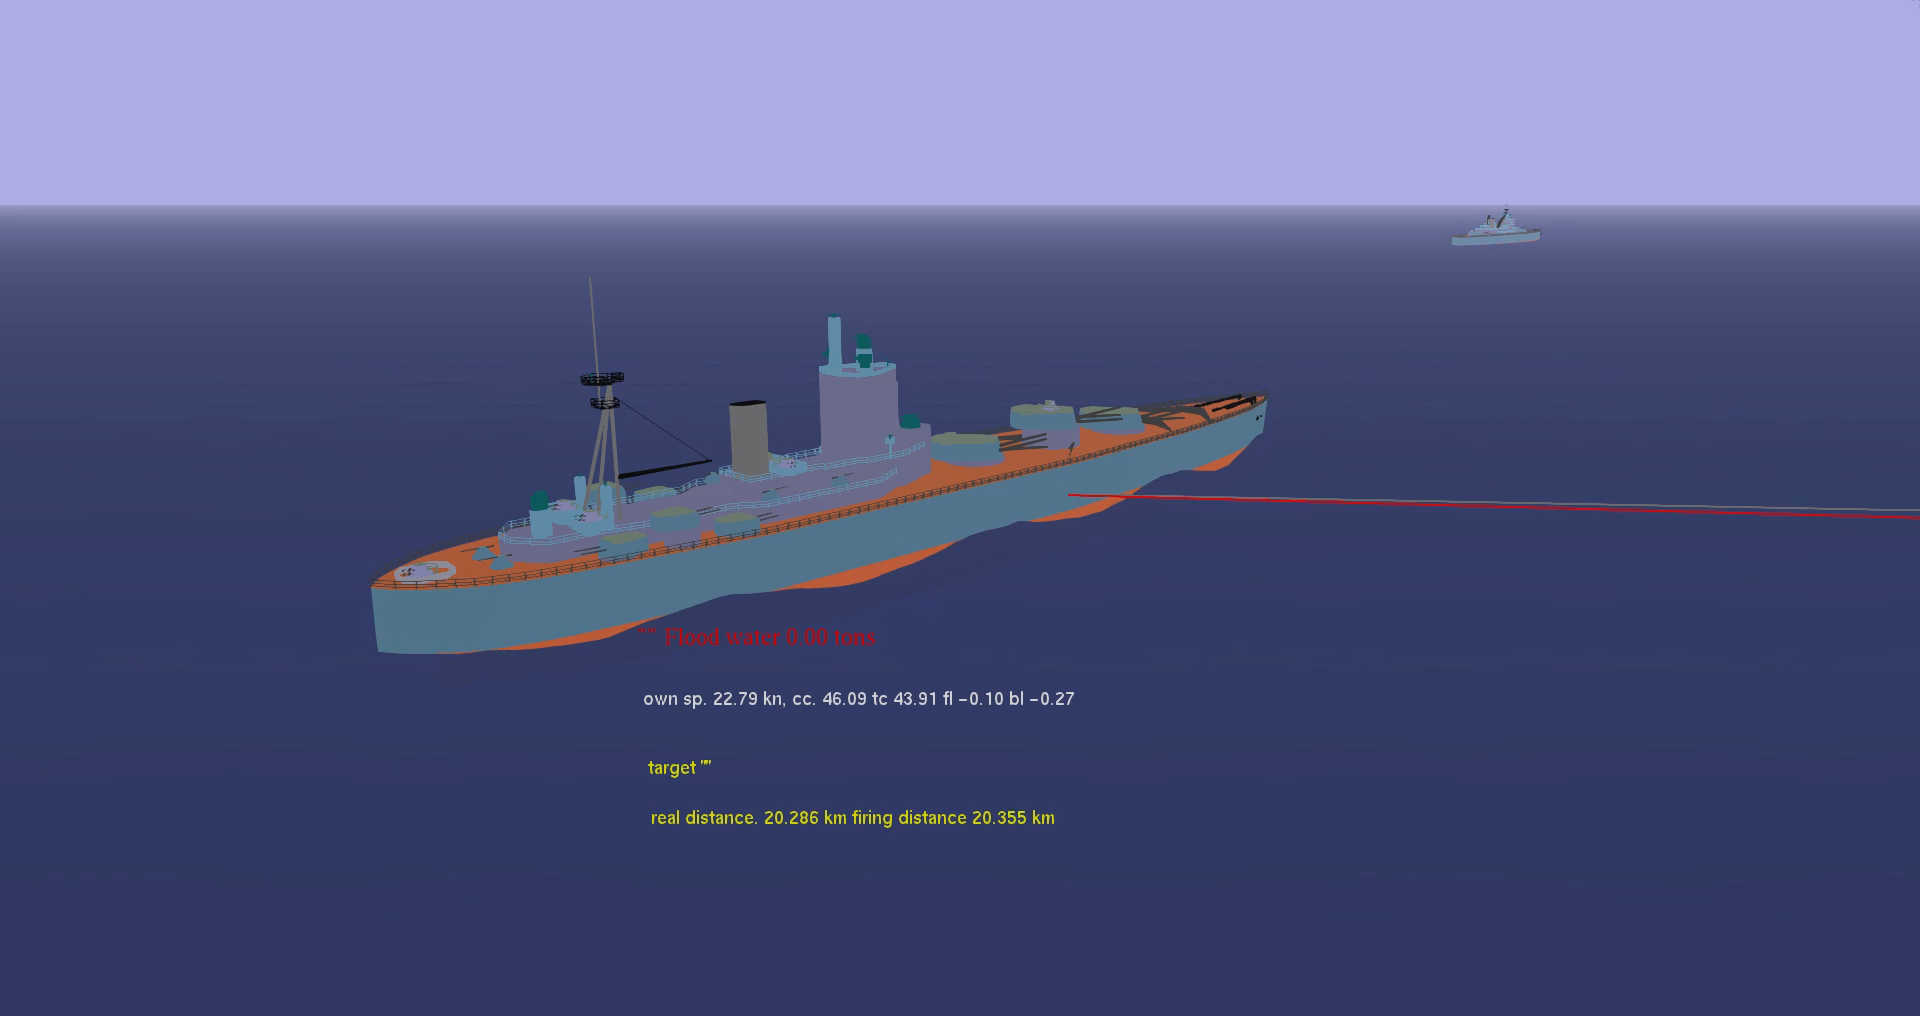 "" Flood water 0.00 tons
own sp. 22.79 kn, cc. 46.09 tc 43.91 fl −0.10 bl −0.27
target ""
real distance. 20.286 km firing distance 20.355 km